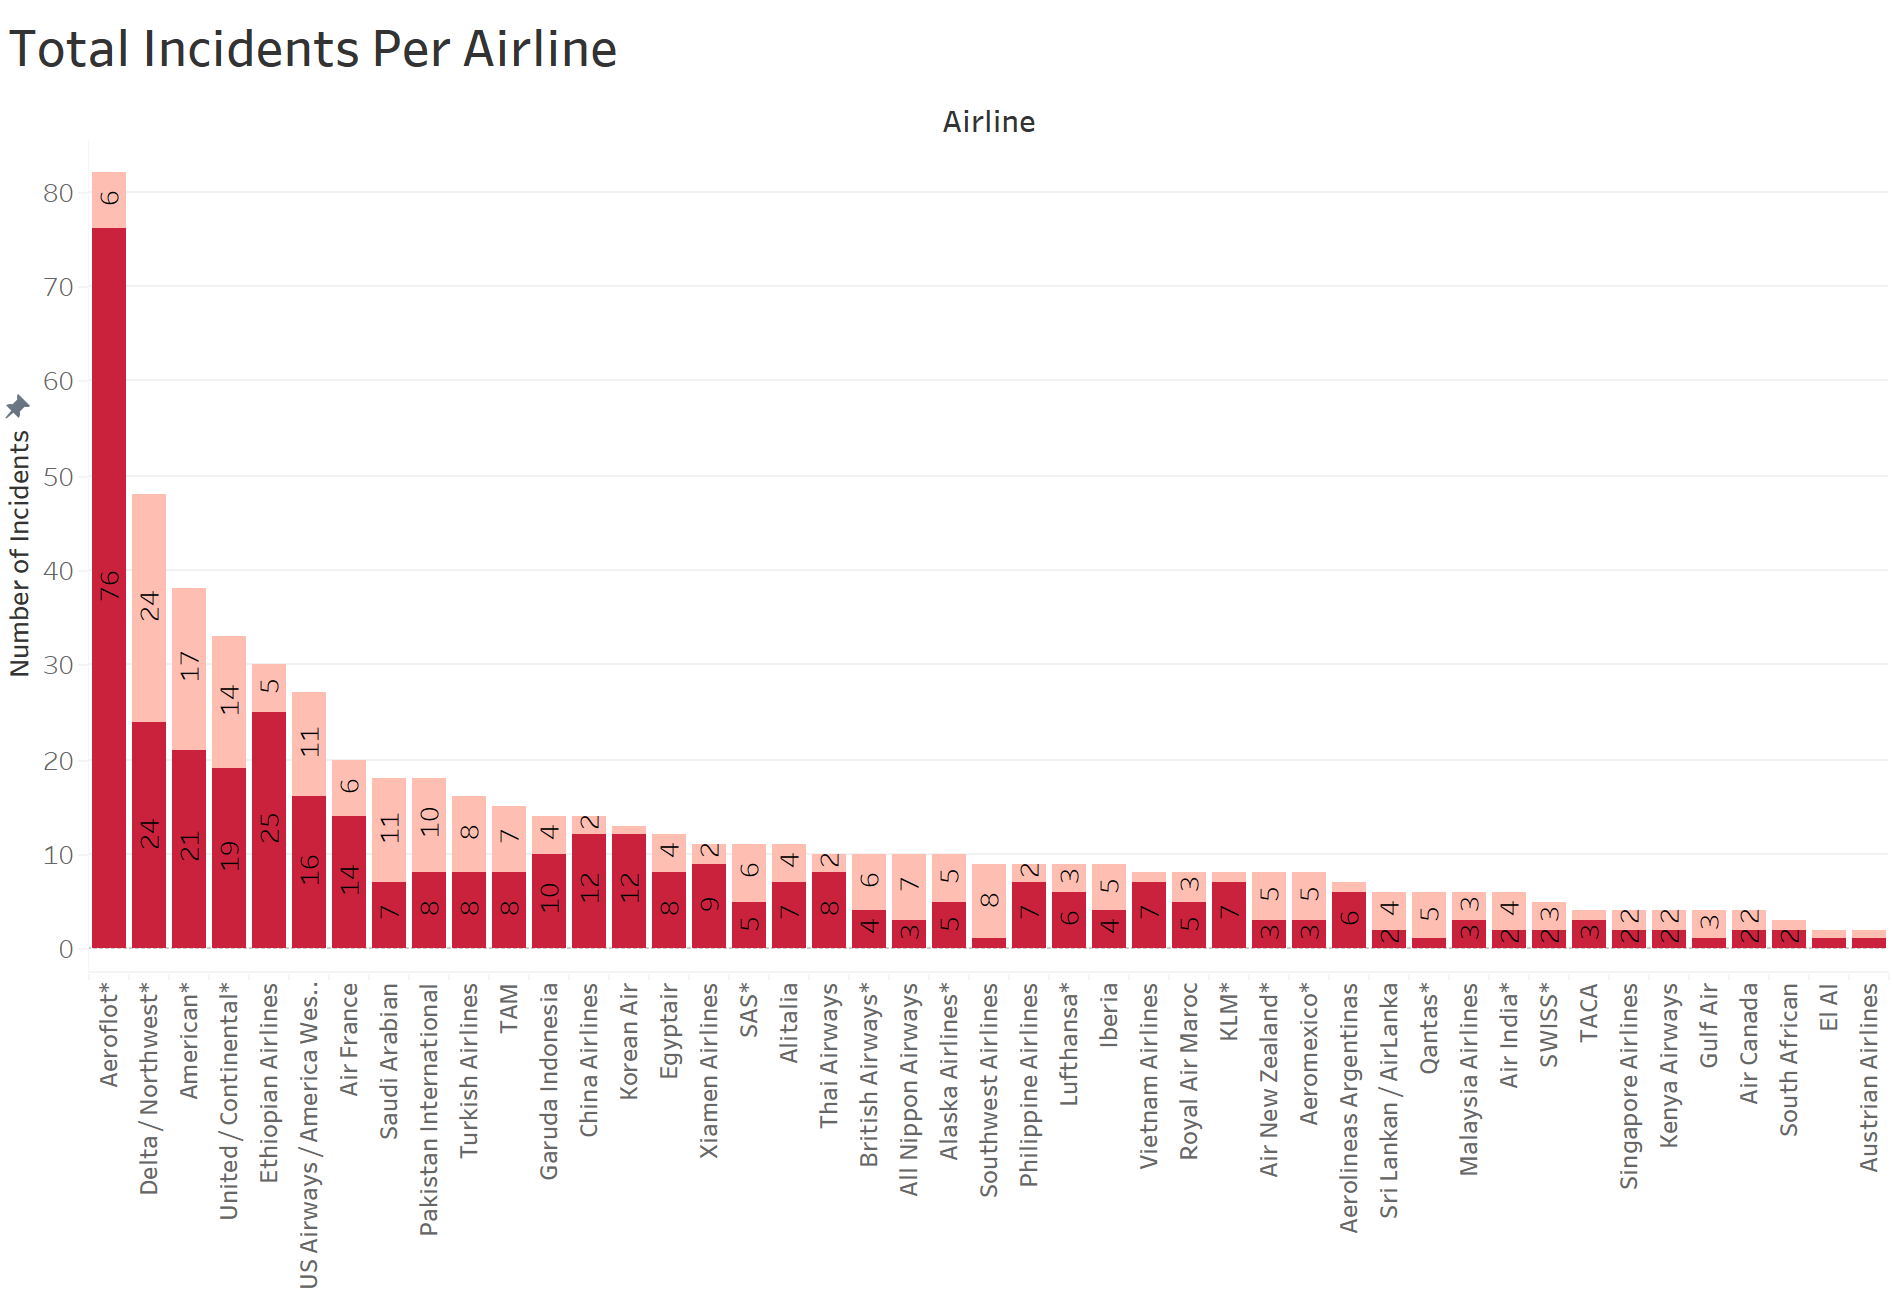 Total Incidents Per Airline
Airline
Number of Incidents
80
70
60
50
40
30
20
10
0
6
76
24
24
17
21
14
19
5
25
11
16
6
14
11
7
10
8
8
8
7
8
4
10
2
12
12
4
8
2
9
6
5
4
7
2
8
6
4
7
3
5
5
8
2
7
3
6
5
4
7
3
5
7
5
3
5
3
6
4
2
5
3
3
4
2
3
2
3
2
2
2
2
3
2
2
2
Aeroflot*
Delta / Northwest*
American*
United / Continental*
Ethiopian Airlines
US Airways / America Wes..
Air France
Saudi Arabian
Pakistan International
Turkish Airlines
TAM
Garuda Indonesia
China Airlines
Korean Air
Egyptair
Xiamen Airlines
SAS*
Alitalia
Thai Airways
British Airways*
All Nippon Airways
Alaska Airlines*
Southwest Airlines
Philippine Airlines
Lufthansa*
Iberia
Vietnam Airlines
Royal Air Maroc
KLM*
Air New Zealand*
Aeromexico*
Aerolineas Argentinas
Sri Lankan / AirLanka
Qantas*
Malaysia Airlines
Air India*
SWISS*
TACA
Singapore Airlines
Kenya Airways
Gulf Air
Air Canada
South African
El Al
Austrian Airlines